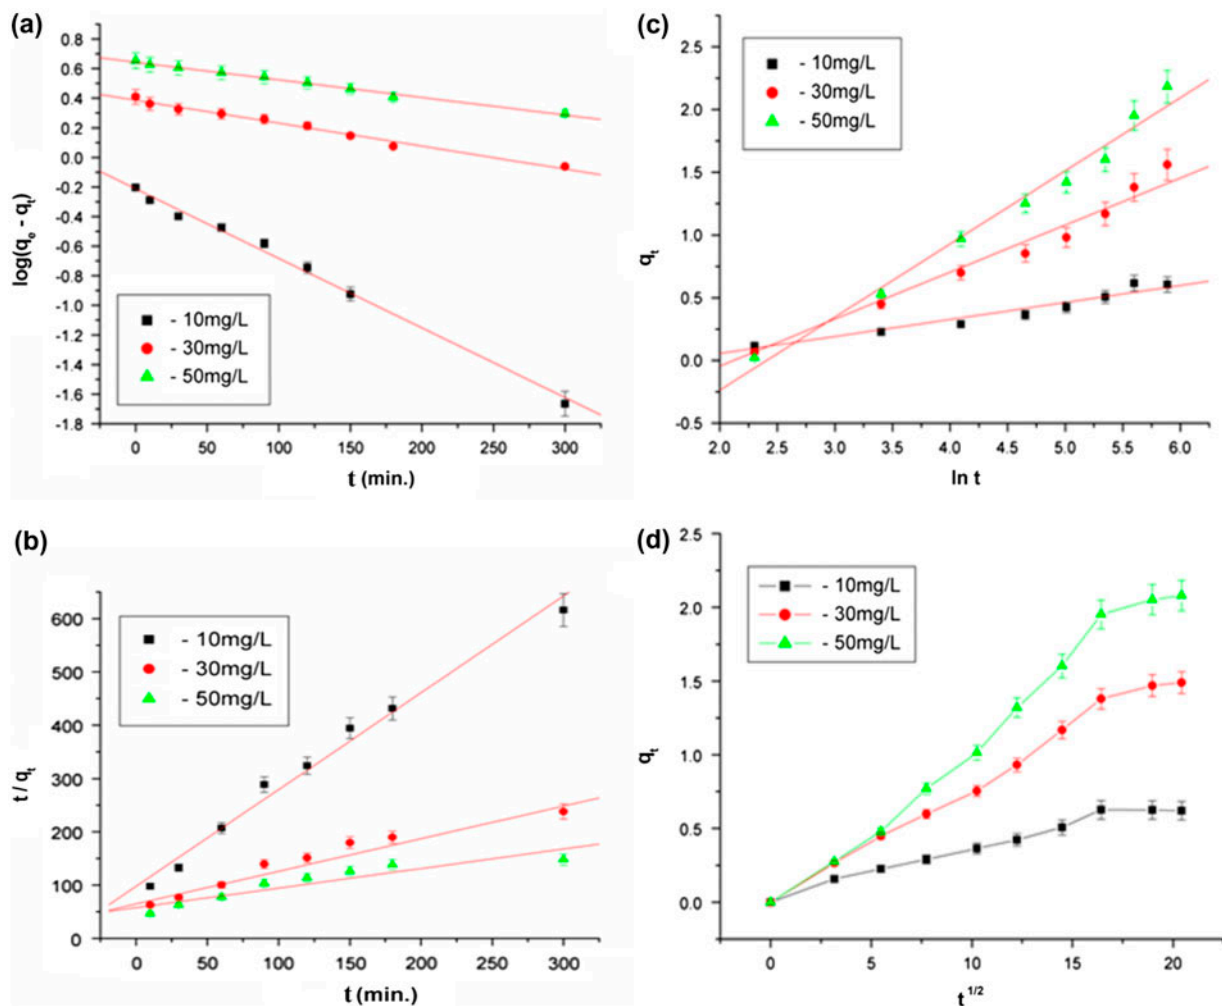 (a)
0.8
0.6
0.4
0.2
0.0
-0.2
-0.4
-0.6
-0.8
-1.0
-1.2
-1.4
-1.6
-1.8
log(qₑ - qₜ)
- 10mg/L
- 30mg/L
- 50mg/L
0 50 100 150 200 250 300
t (min.)
(c)
2.5
2.0
1.5
1.0
0.5
0.0
-0.5
qₜ
- 10mg/L
- 30mg/L
- 50mg/L
2.0 2.5 3.0 3.5 4.0 4.5 5.0 5.5 6.0
ln t
(b)
600
500
400
300
200
100
0
t / qₜ
- 10mg/L
- 30mg/L
- 50mg/L
0 50 100 150 200 250 300
t (min.)
(d)
2.5
2.0
1.5
1.0
0.5
0.0
qₜ
- 10mg/L
- 30mg/L
- 50mg/L
0 5 10 15 20
t^1/2